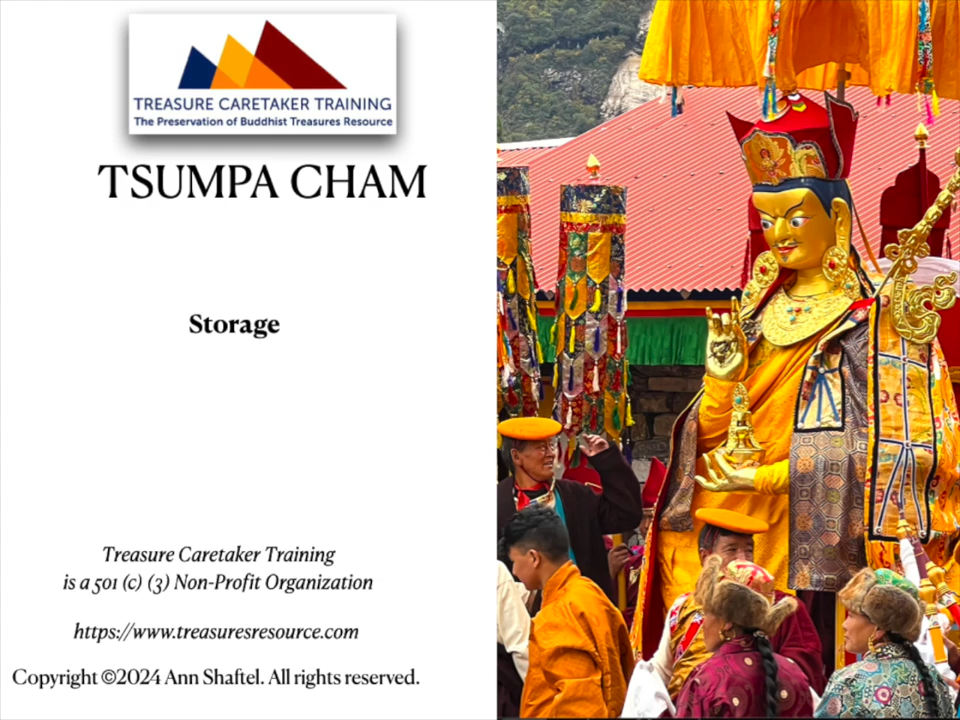 TREASURE CARETAKER TRAINING
The Preservation of Buddhist Treasures Resource
TSUMPA CHAM
Storage
Treasure Caretaker Training
is a 501 (c) (3) Non-Profit Organization
https://www.treasuresresource.com
Copyright ©2024 Ann Shaftel. All rights reserved.